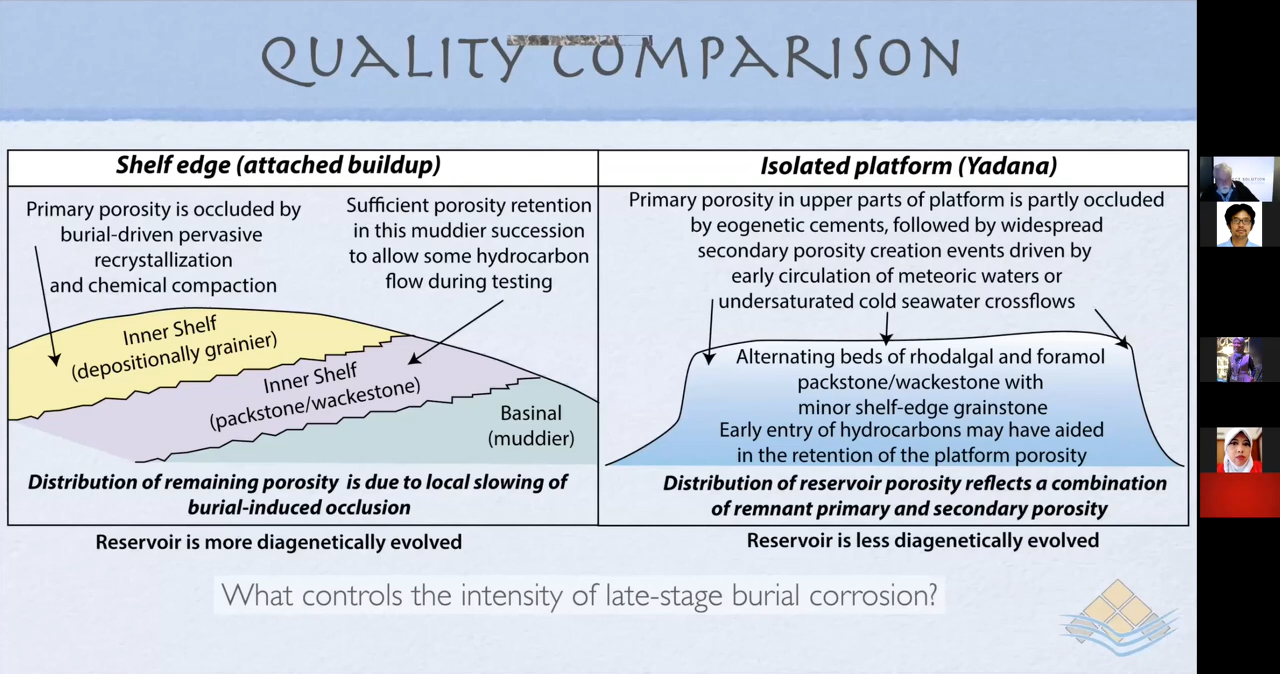 QUALITY COMPARISON
Shelf edge (attached buildup)
Primary porosity is occluded by
burial-driven pervasive
recrystallization
and chemical compaction
Sufficient porosity retention
in this muddier succession
to allow some hydrocarbon
flow during testing
Inner Shelf
(depositionally grainier)
Inner Shelf
(packstone/wackestone)
Basinal
(muddier)
Distribution of remaining porosity is due to local slowing of
burial-induced occlusion
Reservoir is more diagenetically evolved
Isolated platform (Yadana)
Primary porosity in upper parts of platform is partly occluded
by eogenetic cements, followed by widespread
secondary porosity creation events driven by
early circulation of meteoric waters or
undersaturated cold seawater crossflows
Alternating beds of rhodalgal and foramol
packstone/wackestone with
minor shelf-edge grainstone
Early entry of hydrocarbons may have aided
in the retention of the platform porosity
Distribution of reservoir porosity reflects a combination
of remnant primary and secondary porosity
Reservoir is less diagenetically evolved
What controls the intensity of late-stage burial corrosion?